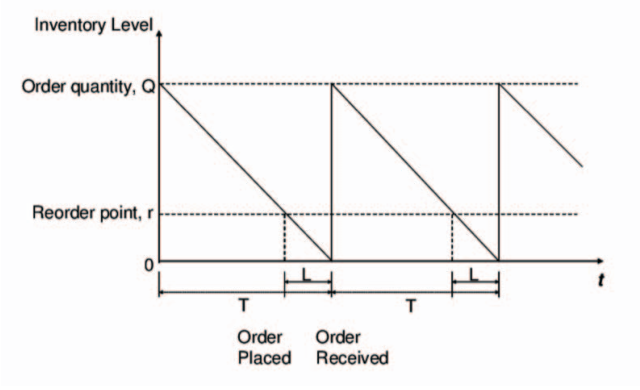 Inventory Level
Order quantity, Q
Reorder point, r
0
t
L
L
T
T
Order Placed
Order Received